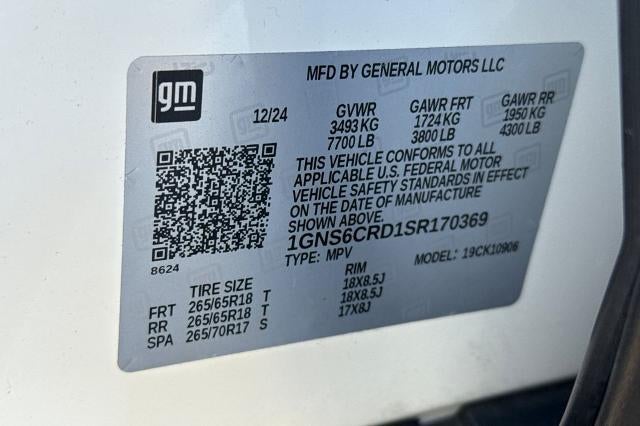 MFD BY GENERAL MOTORS LLC
gm
12/24 GVWR GAWR FRT GAWR RR
3493 KG 1724 KG 1950 KG
7700 LB 3800 LB 4300 LB
THIS VEHICLE CONFORMS TO ALL
APPLICABLE U.S. FEDERAL MOTOR
VEHICLE SAFETY STANDARDS IN EFFECT
ON THE DATE OF MANUFACTURE
SHOWN ABOVE.
1GNS6CRD1SR170369
8624 TYPE: MPV MODEL: 19CK10906
TIRE SIZE RIM
FRT 265/65R18 T 18X8.5J
RR 265/65R18 T 18X8.5J
SPA 265/70R17 S 17X8J